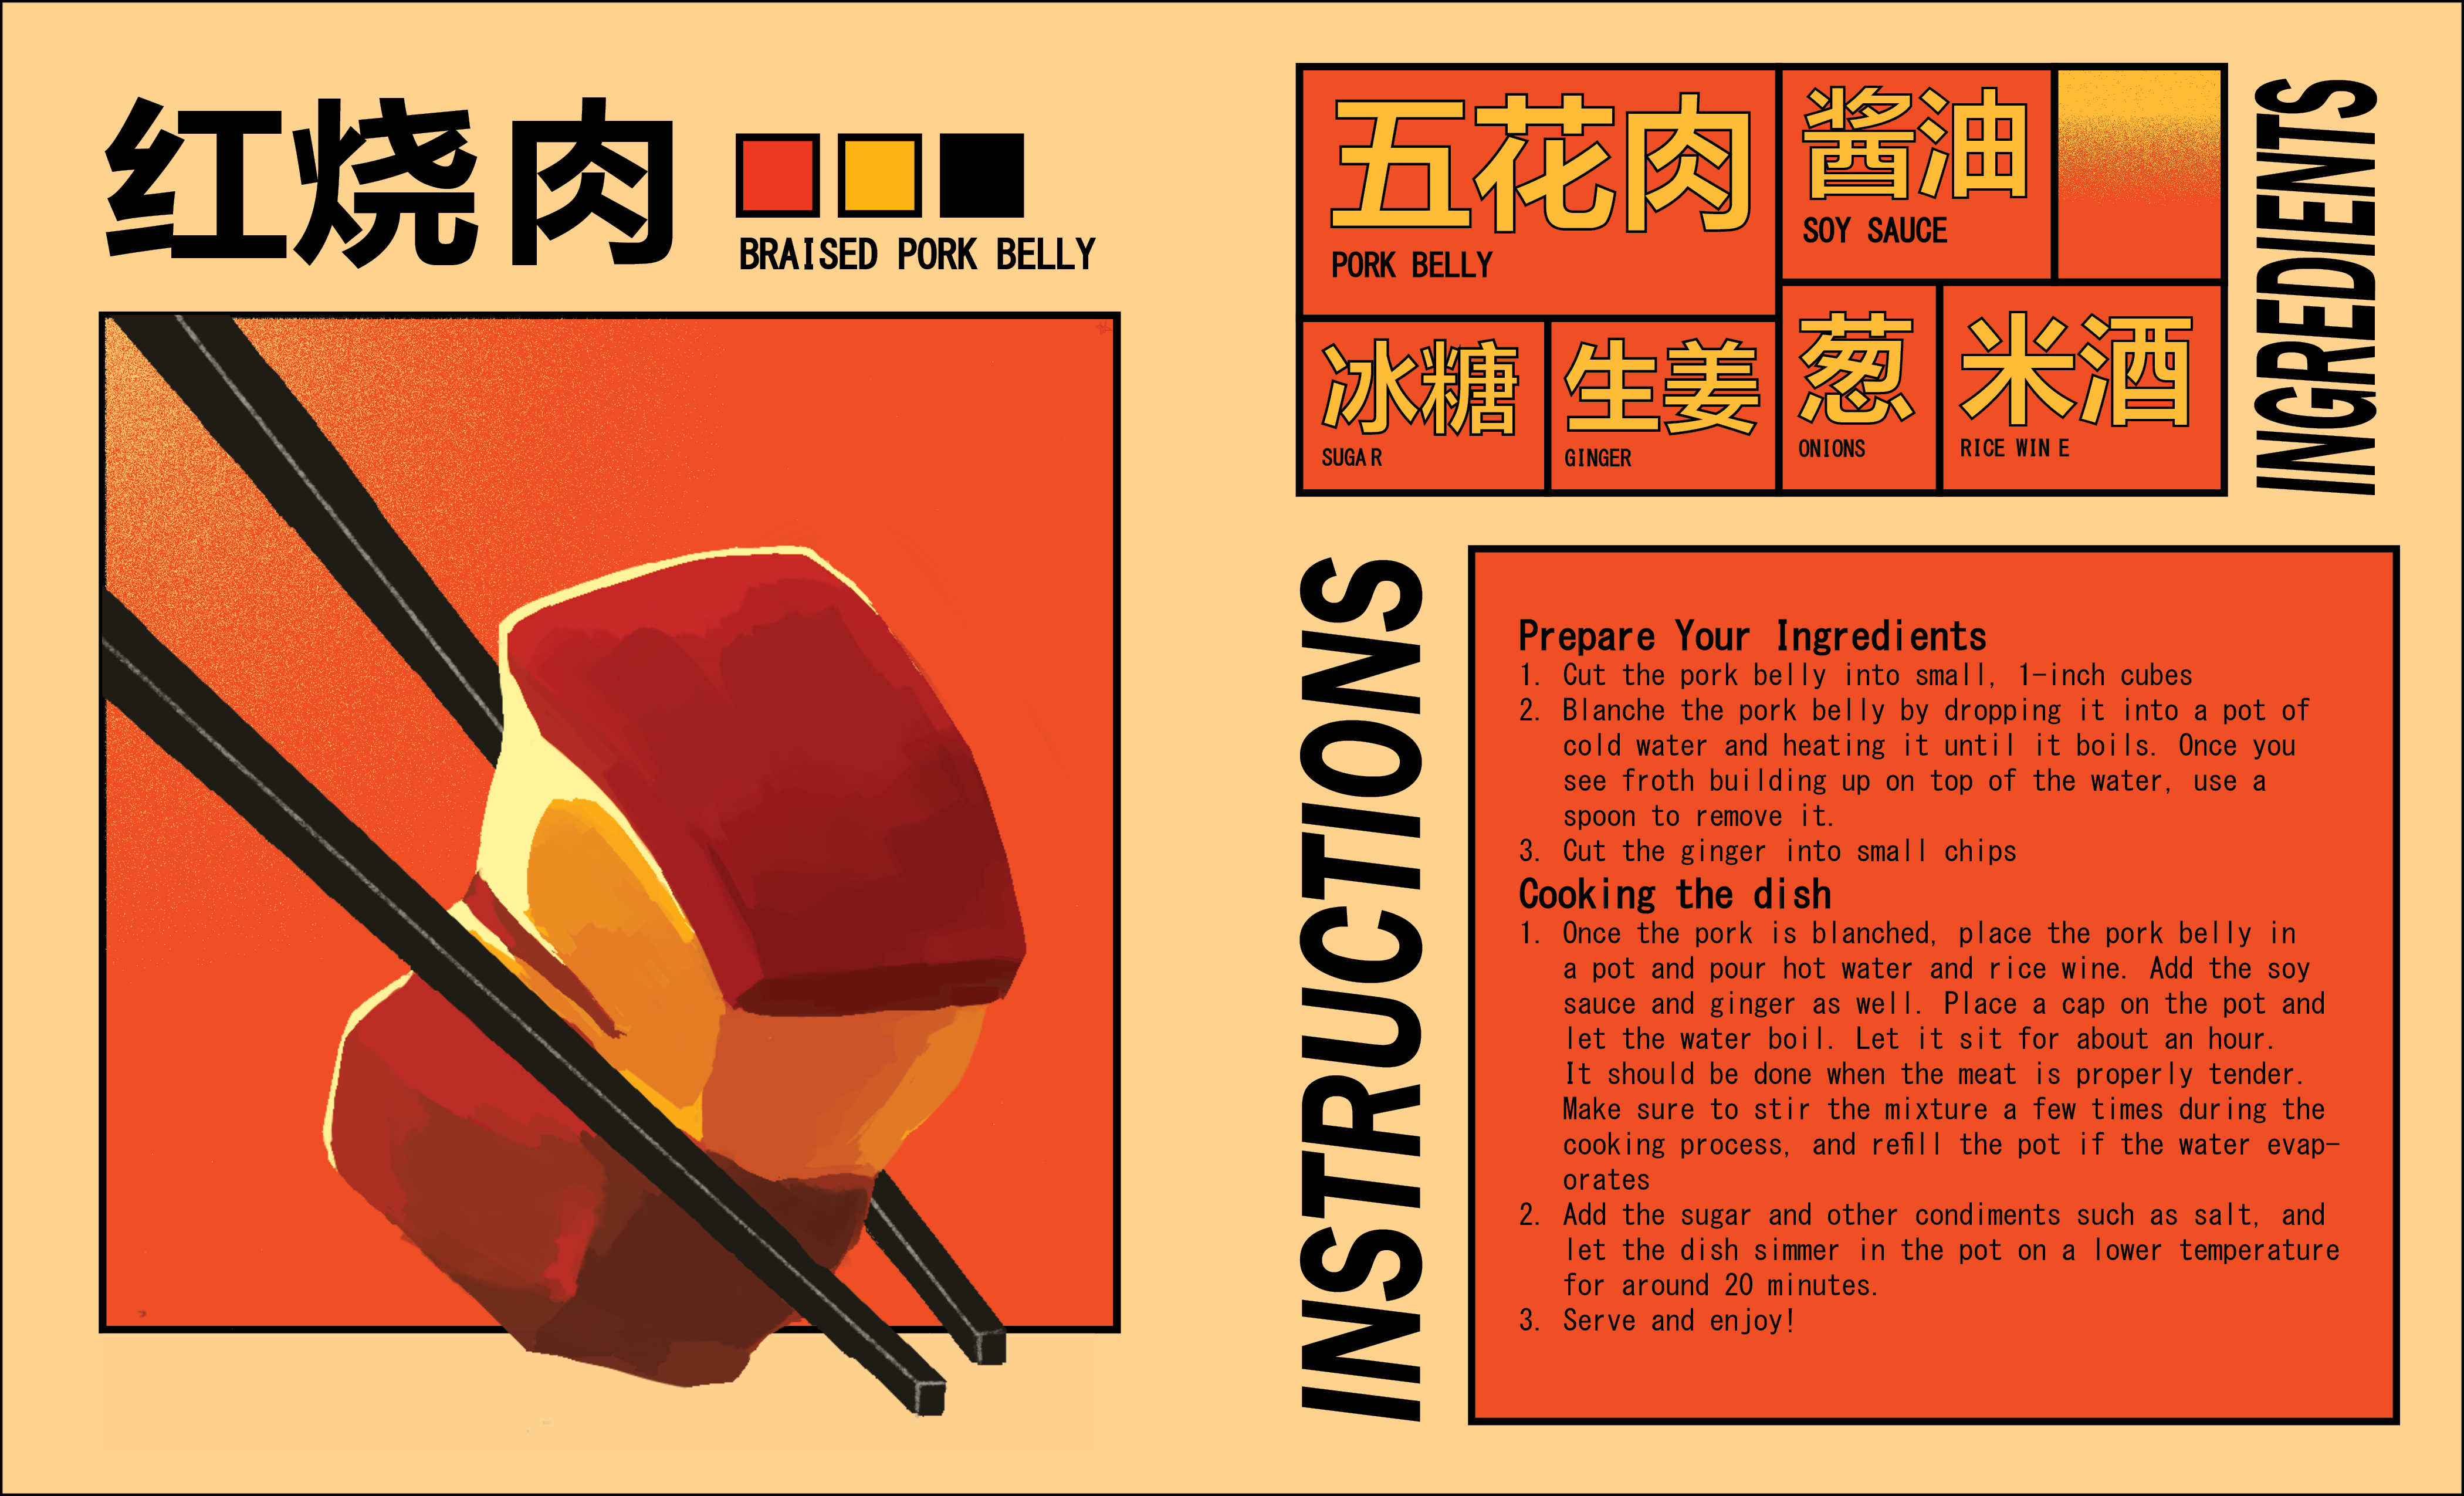 红烧肉
BRAISED PORK BELLY
五花肉
PORK BELLY
酱油
SOY SAUCE
冰糖
SUGAR
生姜
GINGER
葱
ONIONS
米酒
RICE WINE
INGREDIENTS
INSTRUCTIONS
Prepare Your Ingredients
1. Cut the pork belly into small, 1-inch cubes
2. Blanche the pork belly by dropping it into a pot of
cold water and heating it until it boils. Once you
see froth building up on top of the water, use a
spoon to remove it.
3. Cut the ginger into small chips
Cooking the dish
1. Once the pork is blanched, place the pork belly in
a pot and pour hot water and rice wine. Add the soy
sauce and ginger as well. Place a cap on the pot and
let the water boil. Let it sit for about an hour.
It should be done when the meat is properly tender.
Make sure to stir the mixture a few times during the
cooking process, and refill the pot if the water evap-
orates
2. Add the sugar and other condiments such as salt, and
let the dish simmer in the pot on a lower temperature
for around 20 minutes.
3. Serve and enjoy!